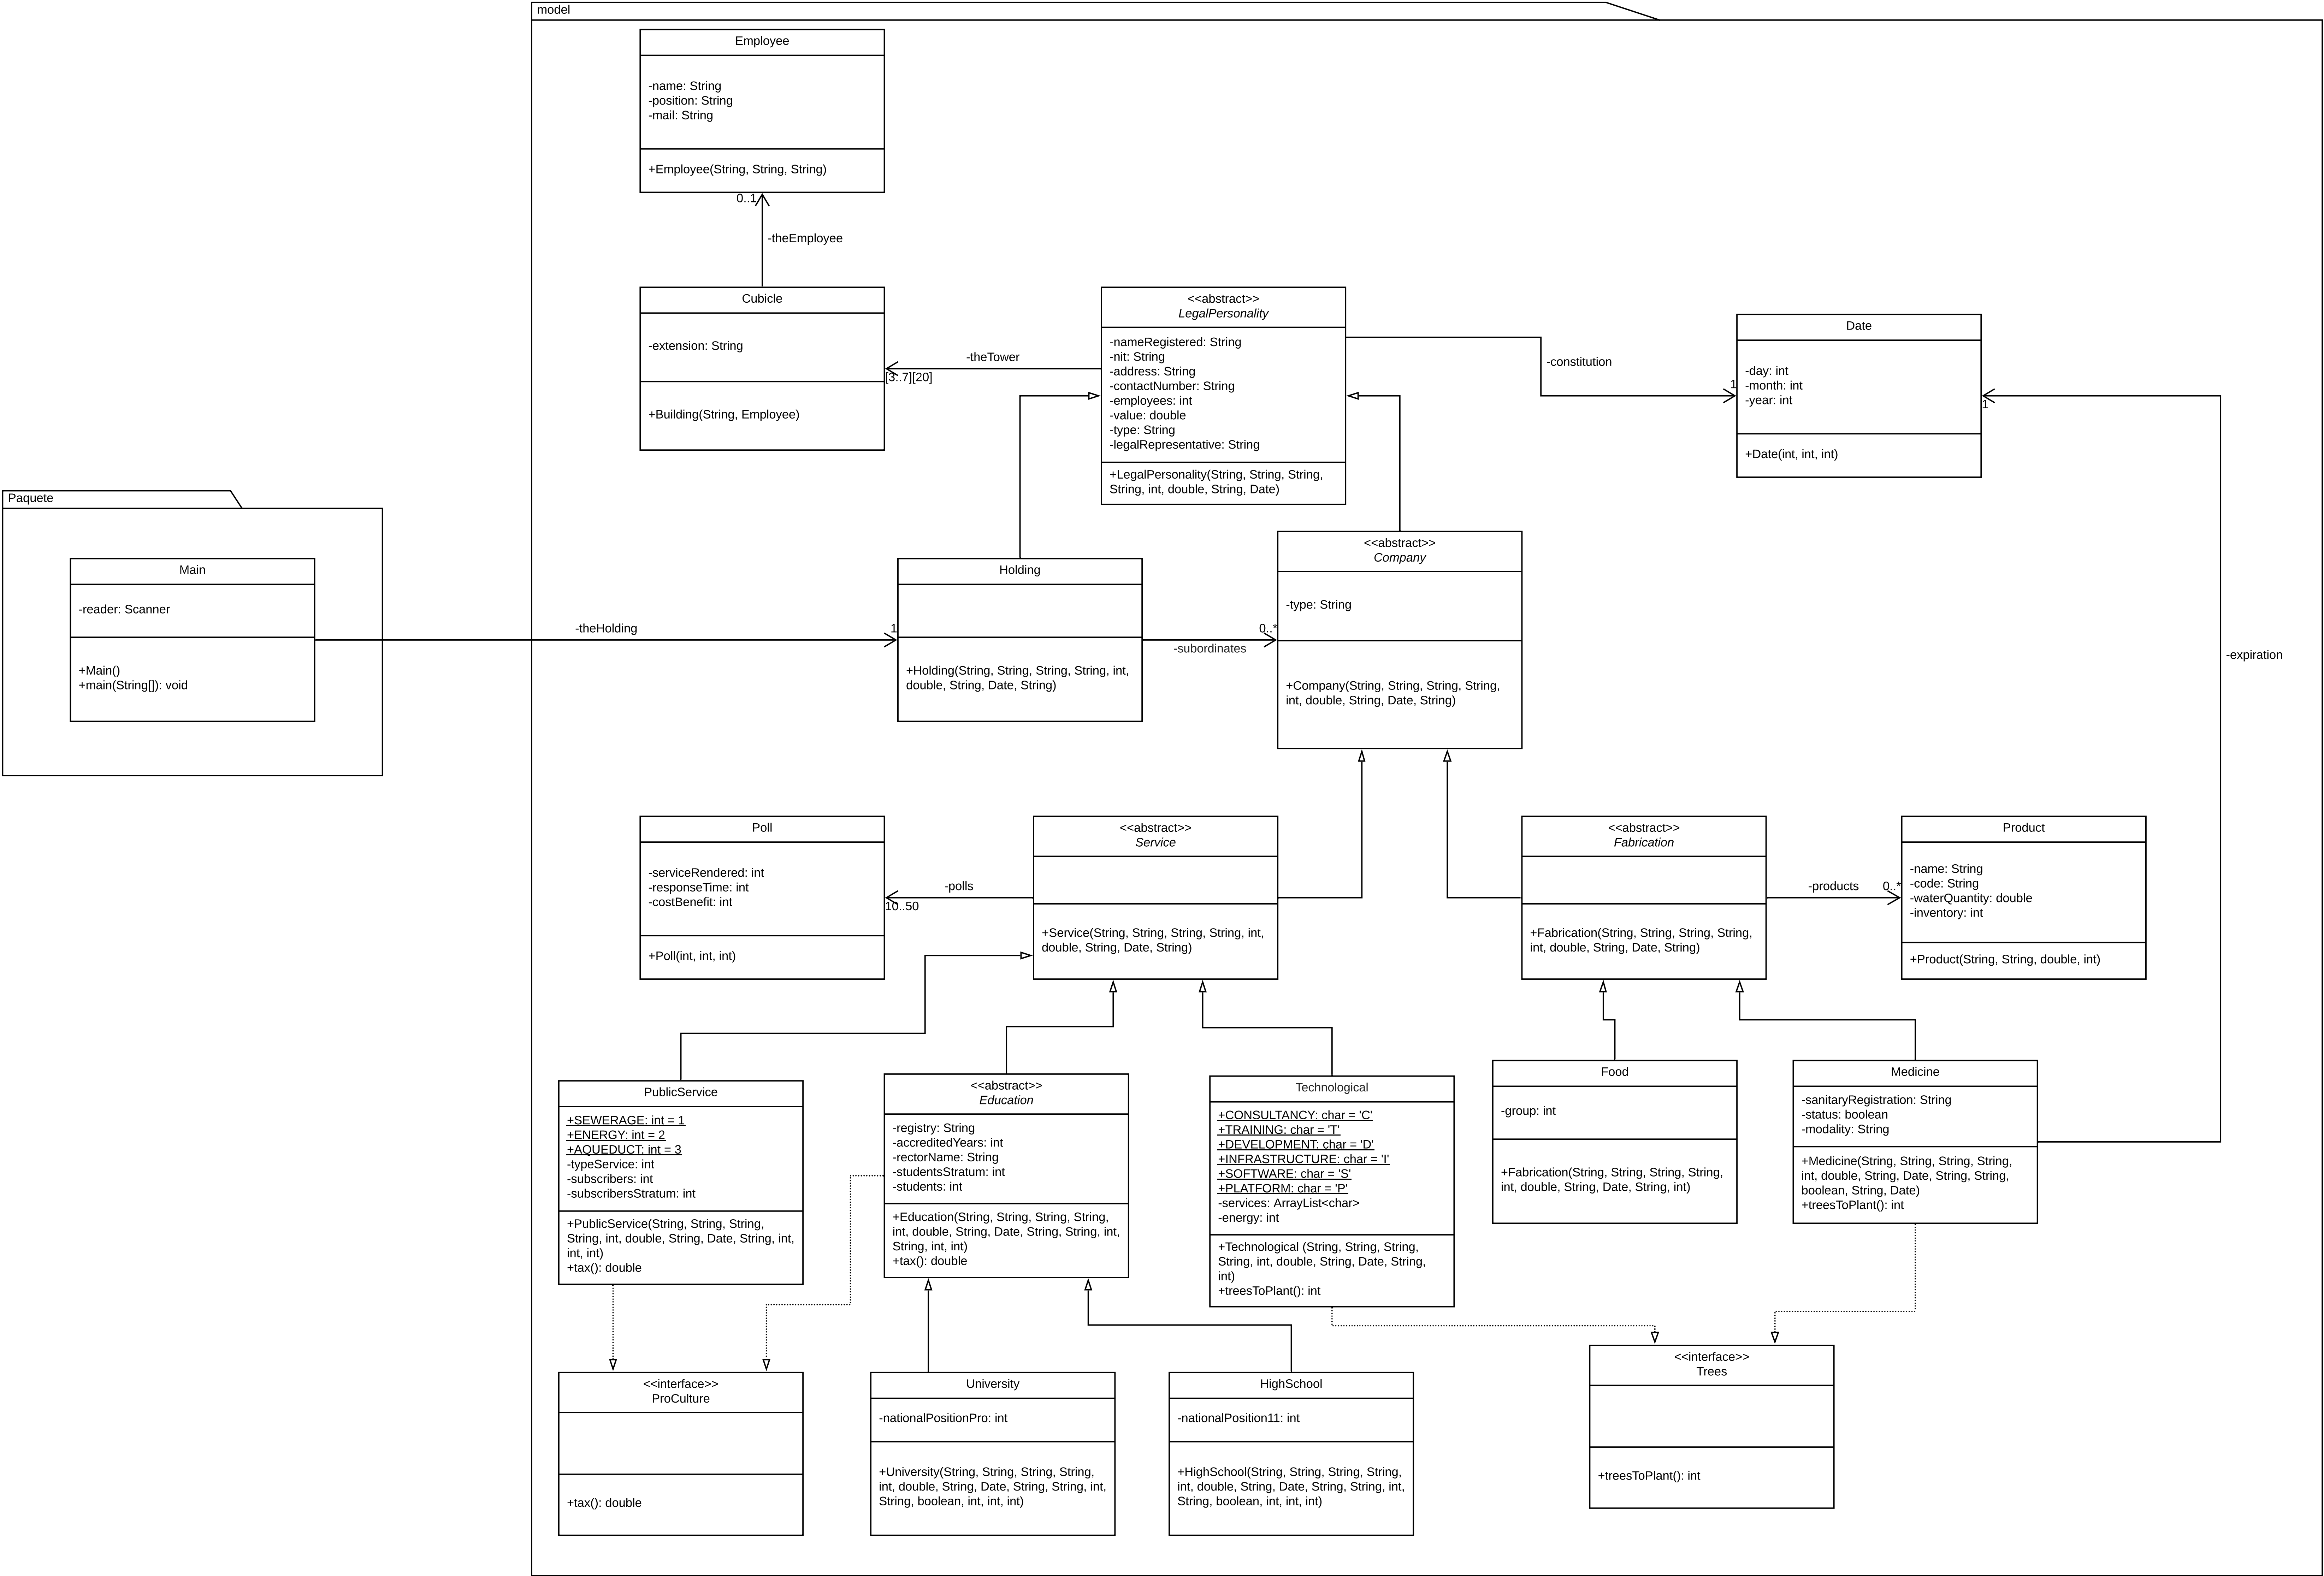 model
Employee
-name: String
-position: String
-mail: String
+Employee(String, String, String)
0..1
-theEmployee
Cubicle
-extension: String
+Building(String, Employee)
-theTower
[3..7][20]
<<abstract>>
LegalPersonality
-nameRegistered: String
-nit: String
-address: String
-contactNumber: String
-employees: int
-value: double
-type: String
-legalRepresentative: String
+LegalPersonality(String, String, String,
String, int, double, String, Date)
-constitution
1
Date
-day: int
-month: int
-year: int
+Date(int, int, int)
1
-expiration
Paquete
Main
-reader: Scanner
+Main()
+main(String[]): void
-theHolding
1
Holding
+Holding(String, String, String, String, int,
double, String, Date, String)
0..*
-subordinates
<<abstract>>
Company
-type: String
+Company(String, String, String, String,
int, double, String, Date, String)
Poll
-serviceRendered: int
-responseTime: int
-costBenefit: int
+Poll(int, int, int)
-polls
10..50
<<abstract>>
Service
+Service(String, String, String, String, int,
double, String, Date, String)
<<abstract>>
Fabrication
+Fabrication(String, String, String, String,
int, double, String, Date, String)
-products
0..*
Product
-name: String
-code: String
-waterQuantity: double
-inventory: int
+Product(String, String, double, int)
PublicService
+SEWERAGE: int = 1
+ENERGY: int = 2
+AQUEDUCT: int = 3
-typeService: int
-subscribers: int
-subscribersStratum: int
+PublicService(String, String, String,
String, int, double, String, Date, String, int,
int, int)
+tax(): double
<<abstract>>
Education
-registry: String
-accreditedYears: int
-rectorName: String
-studentsStratum: int
-students: int
+Education(String, String, String, String,
int, double, String, Date, String, String, int,
String, int, int)
+tax(): double
Technological
+CONSULTANCY: char = 'C'
+TRAINING: char = 'T'
+DEVELOPMENT: char = 'D'
+INFRASTRUCTURE: char = 'I'
+SOFTWARE: char = 'S'
+PLATFORM: char = 'P'
-services: ArrayList<char>
-energy: int
+Technological (String, String, String,
String, int, double, String, Date, String,
int)
+treesToPlant(): int
Food
-group: int
+Fabrication(String, String, String, String,
int, double, String, Date, String, int)
Medicine
-sanitaryRegistration: String
-status: boolean
-modality: String
+Medicine(String, String, String, String,
int, double, String, Date, String, String,
boolean, String, Date)
+treesToPlant(): int
<<interface>>
ProCulture
+tax(): double
University
-nationalPositionPro: int
+University(String, String, String, String,
int, double, String, Date, String, String, int,
String, boolean, int, int, int)
HighSchool
-nationalPosition11: int
+HighSchool(String, String, String, String,
int, double, String, Date, String, String, int,
String, boolean, int, int, int)
<<interface>>
Trees
+treesToPlant(): int